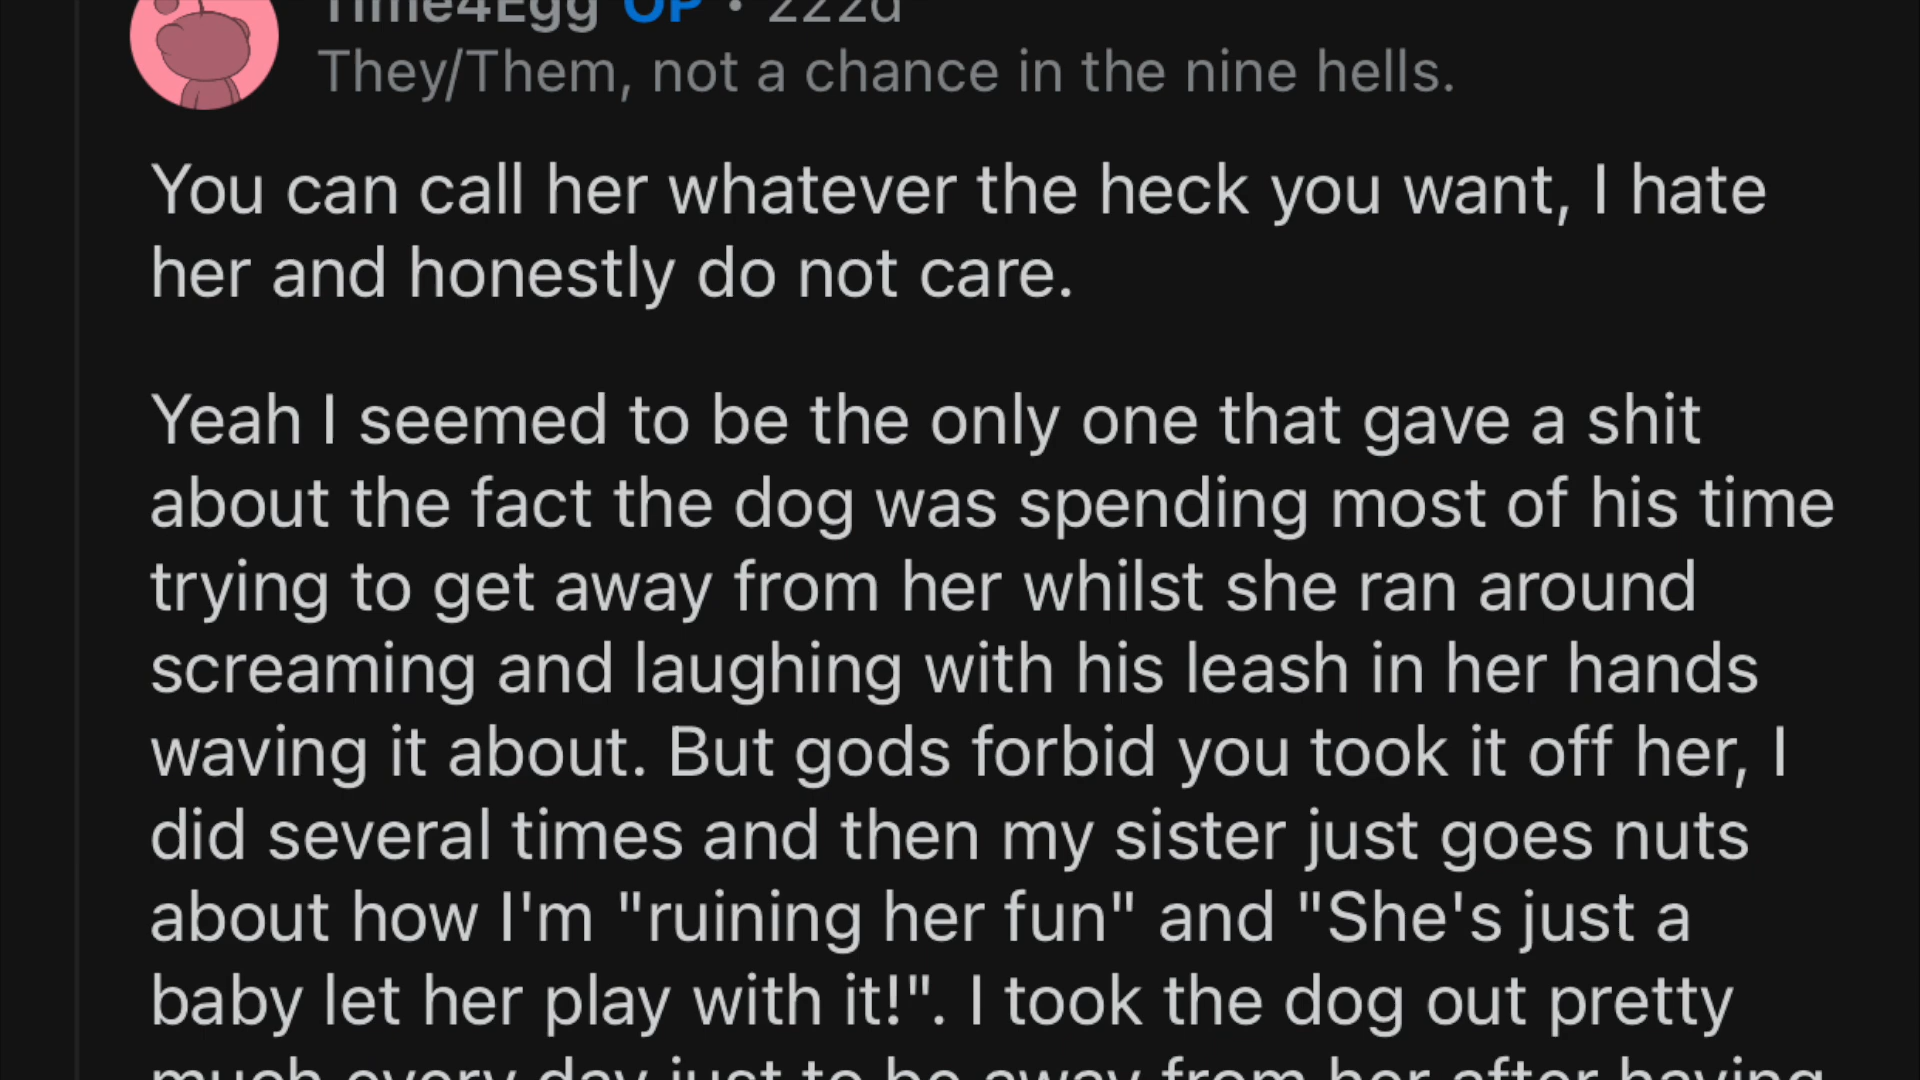 Time4Egg OP • 222d
They/Them, not a chance in the nine hells.
You can call her whatever the heck you want, I hate
her and honestly do not care.
Yeah I seemed to be the only one that gave a shit
about the fact the dog was spending most of his time
trying to get away from her whilst she ran around
screaming and laughing with his leash in her hands
waving it about. But gods forbid you took it off her, I
did several times and then my sister just goes nuts
about how I'm "ruining her fun" and "She's just a
baby let her play with it!". I took the dog out pretty
much every day just to be away from her after having